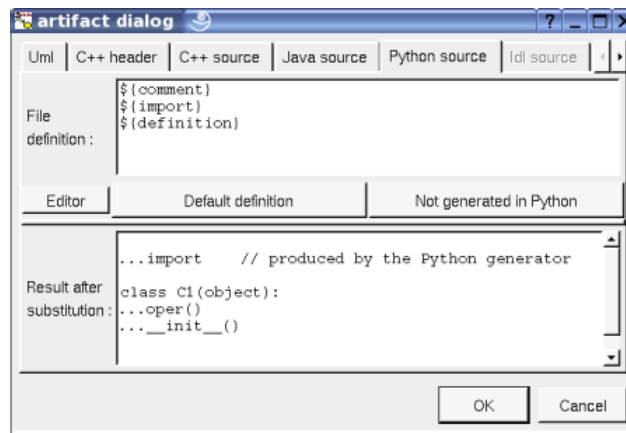 artifact dialog
Uml C++ header C++ source Java source Python source Idl source
${comment}
${import}
${definition}
File
definition :
Editor Default definition Not generated in Python
...import // produced by the Python generator
class C1(object):
...oper()
...__init__()
Result after
substitution :
OK Cancel